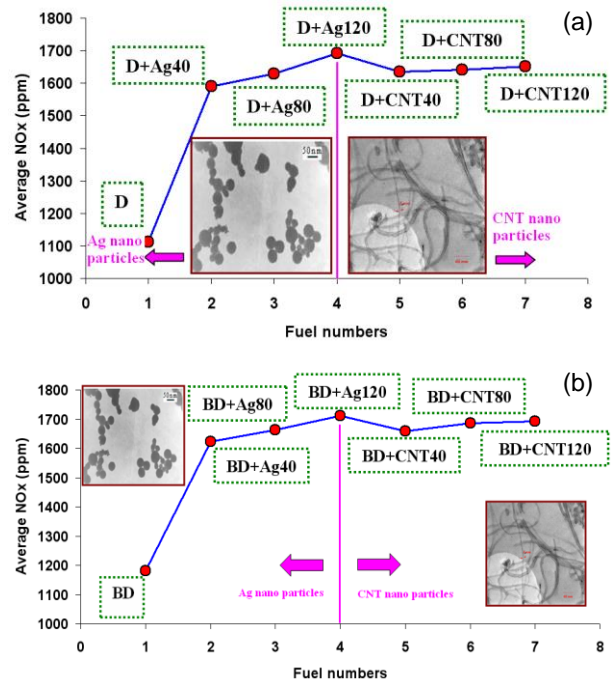 (a)
1800
1700
1600
1500
1400
1300
1200
1100
1000
Average NOx (ppm)
D+Ag120
D+CNT80
D+Ag40
D+Ag80
D+CNT40
D+CNT120
50nm
D
Ag nano
particles
CNT nano
particles
0 1 2 3 4 5 6 7 8
Fuel numbers
(b)
1800
1700
1600
1500
1400
1300
1200
1100
1000
Average NOx (ppm)
50nm
BD+Ag120
BD+Ag80
BD+CNT80
BD+Ag40
BD+CNT40
BD+CNT120
BD
Ag nano particles
CNT nano particles
0 1 2 3 4 5 6 7 8
Fuel numbers